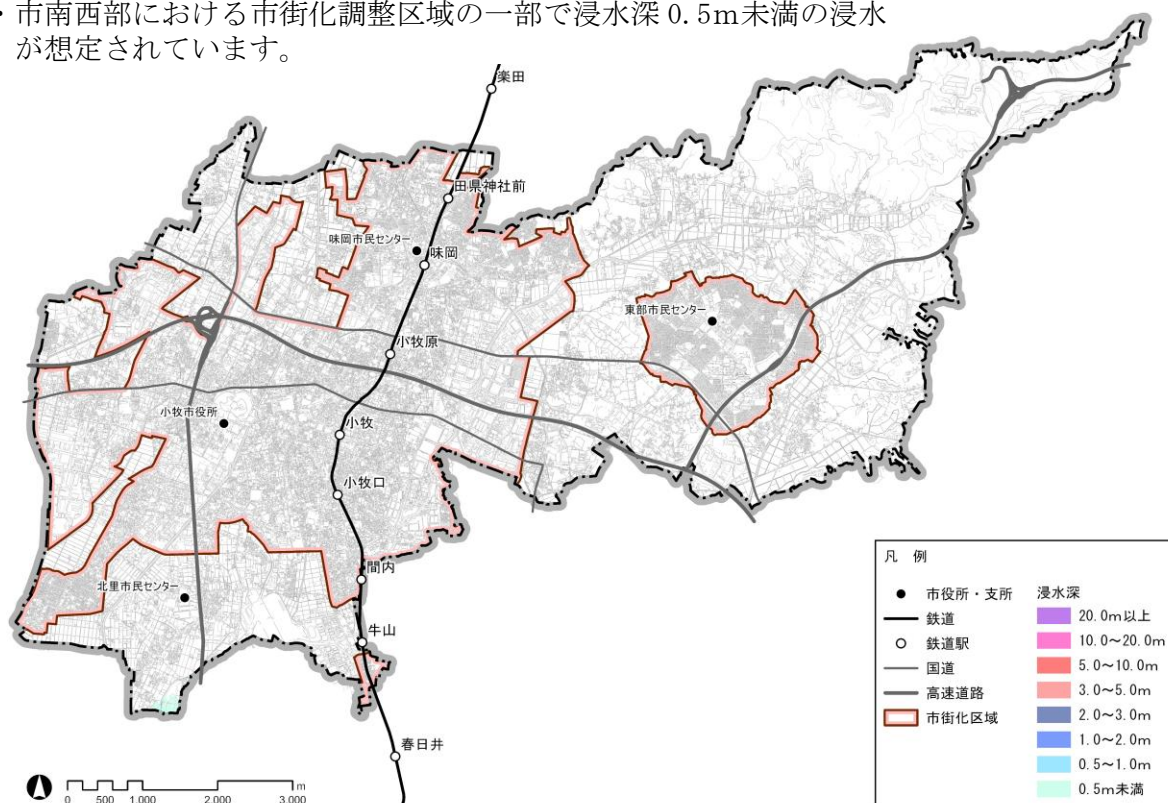 ・市南西部における市街化調整区域の一部で浸水深 0.5m未満の浸水
が想定されています。
楽田
田県神社前
味岡市民センター
味岡
東部市民センター
小牧原
小牧市役所
小牧
小牧口
間内
北里市民センター
牛山
春日井
0 500 1,000 2,000 3,000 m
凡 例
市役所・支所
鉄道
鉄道駅
国道
高速道路
市街化区域
浸水深
20.0m以上
10.0～20.0m
5.0～10.0m
3.0～5.0m
2.0～3.0m
1.0～2.0m
0.5～1.0m
0.5m未満